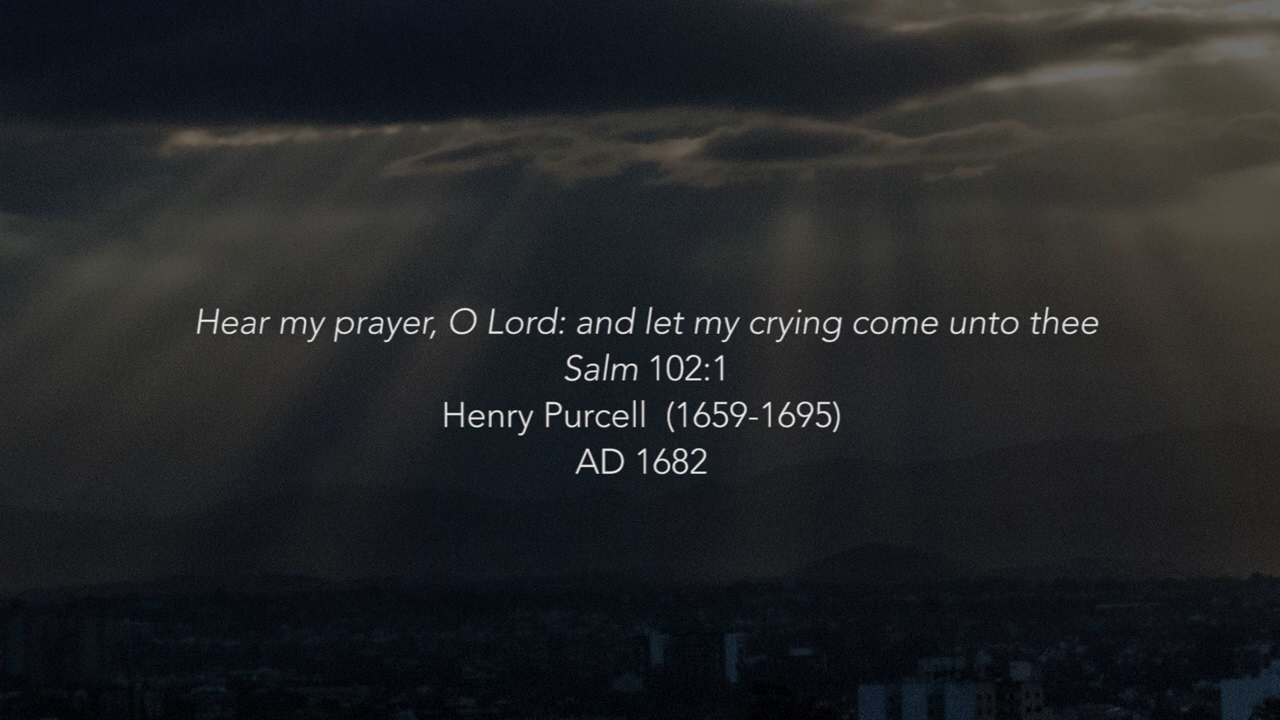 Hear my prayer, O Lord: and let my crying come unto thee
Salm 102:1
Henry Purcell (1659-1695)
AD 1682